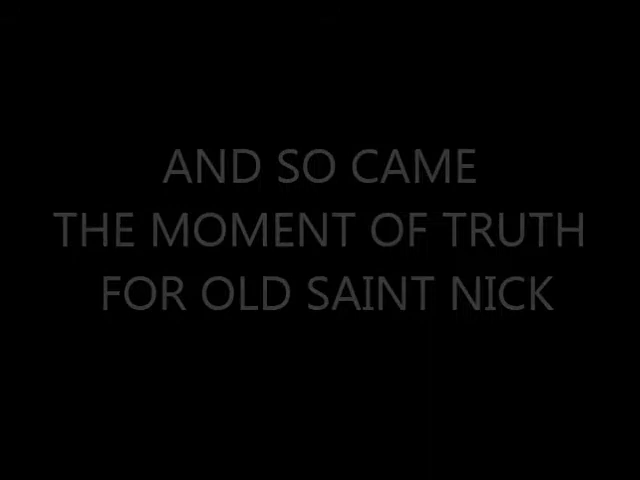 AND SO CAME
THE MOMENT OF TRUTH
FOR OLD SAINT NICK